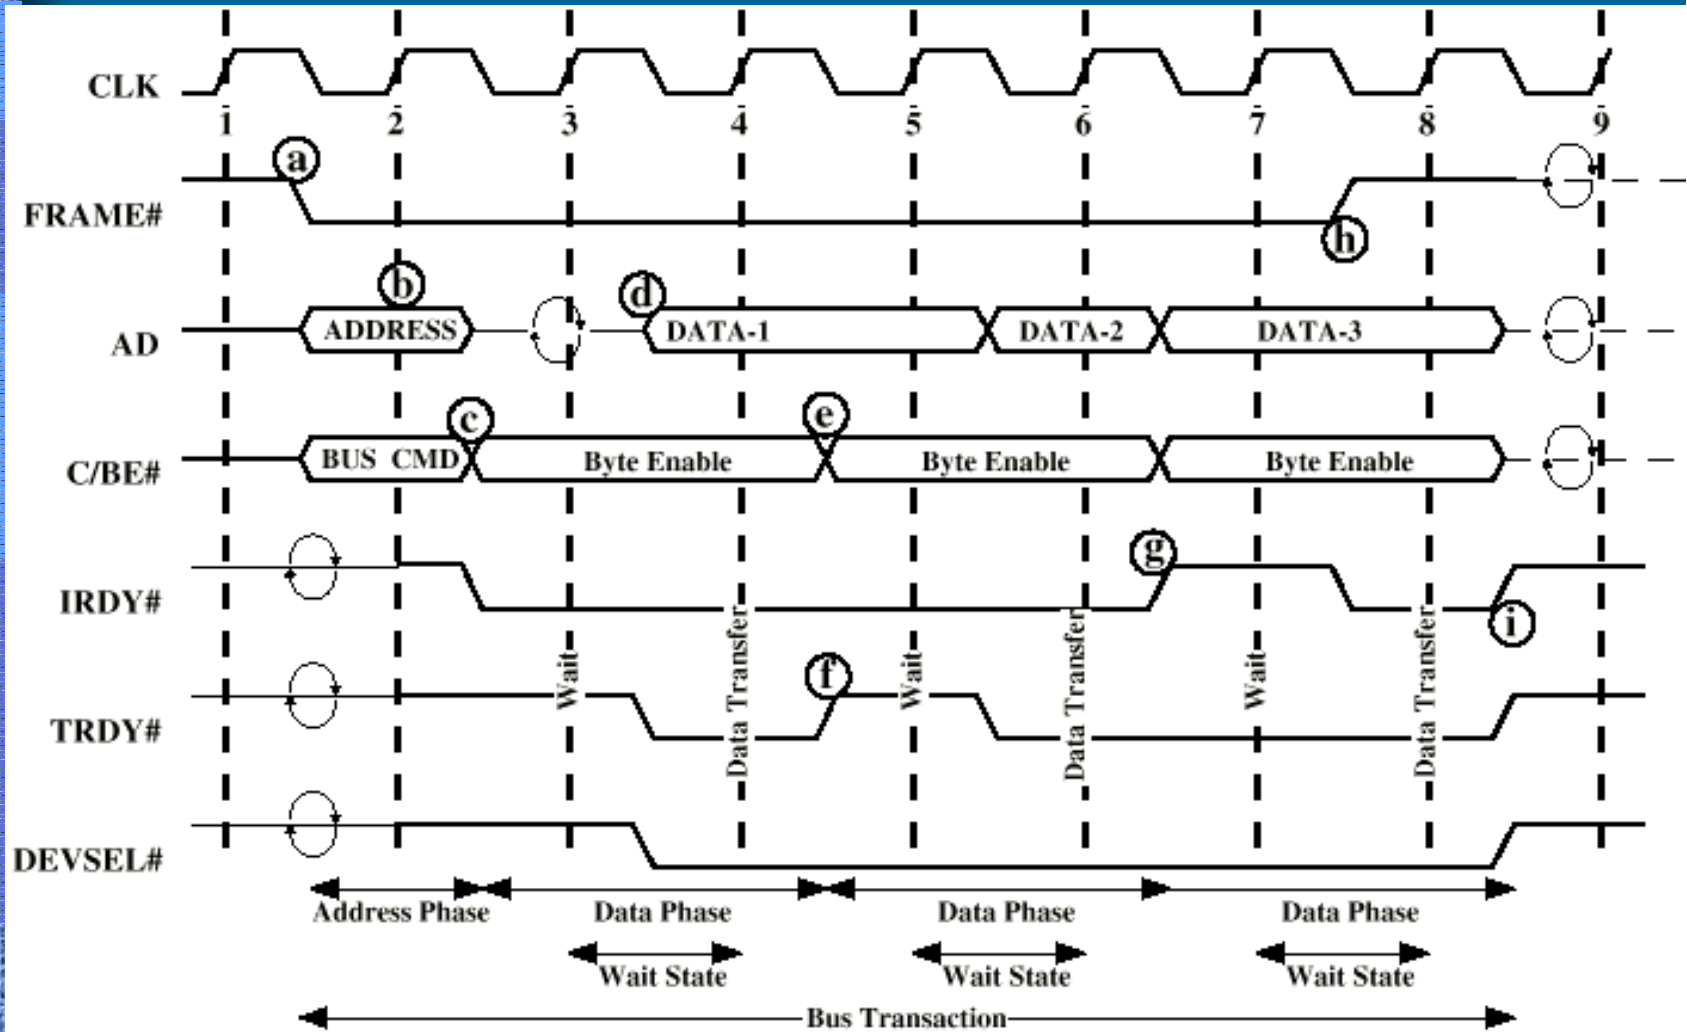 CLK
1 2 3 4 5 6 7 8 9
a
FRAME#
h
b
d
AD
ADDRESS DATA-1 DATA-2 DATA-3
c e
C/BE#
BUS CMD Byte Enable Byte Enable Byte Enable
g
IRDY#
i
Wait Data Transfer Wait Data Transfer Wait Data Transfer
f
TRDY#
DEVSEL#
Address Phase Data Phase Data Phase Data Phase
Wait State Wait State Wait State
Bus Transaction